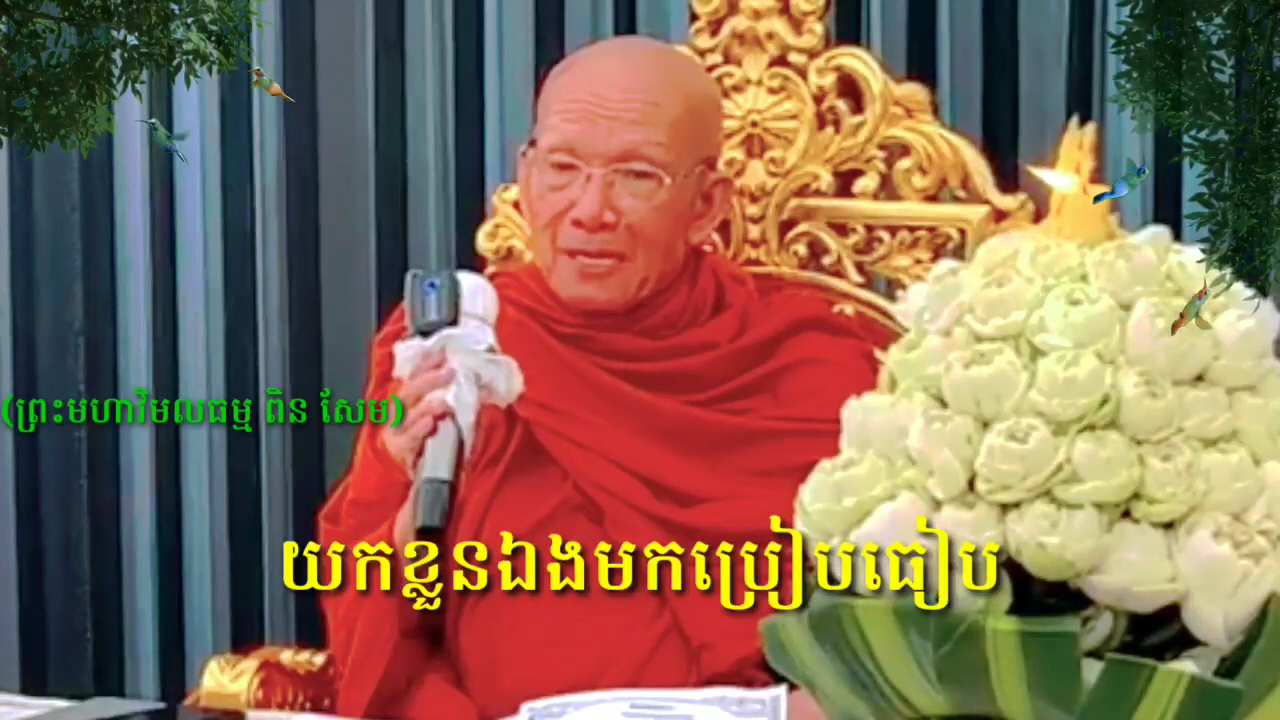 (ព្រះមហាវិមលធម្ម ពិន សែម)
យកខ្លួនឯងមកប្រៀបធៀប